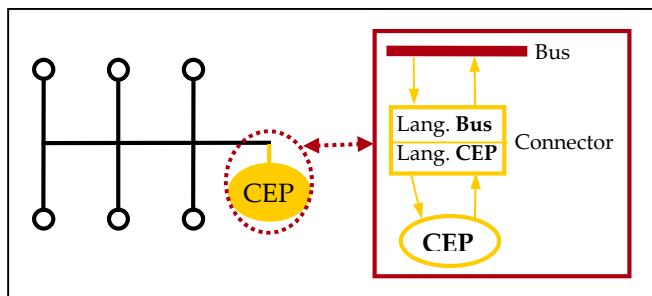 Bus
Lang. Bus
Lang. CEP
Connector
CEP
CEP